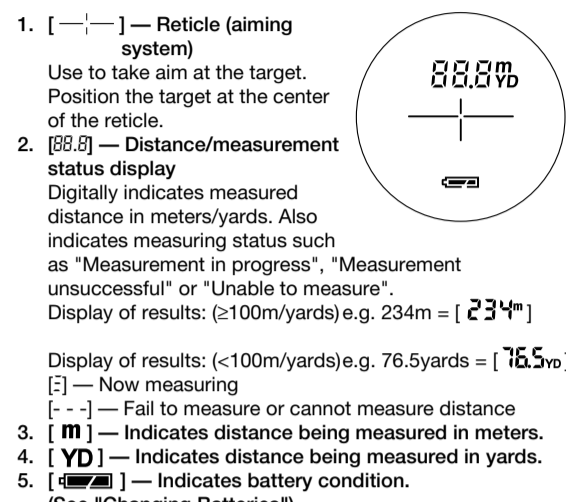 1. [ —¦— ] — Reticle (aiming
system)
Use to take aim at the target.
Position the target at the center
of the reticle.
88.8 m YD
2. [88.8] — Distance/measurement
status display
Digitally indicates measured
distance in meters/yards. Also
indicates measuring status such
as "Measurement in progress", "Measurement
unsuccessful" or "Unable to measure".
Display of results: (≥100m/yards) e.g. 234m = [ 234m ]
Display of results: (<100m/yards)e.g. 76.5yards = [ 76.5YD ]
[-] — Now measuring
[- - -] — Fail to measure or cannot measure distance
3. [ m ] — Indicates distance being measured in meters.
4. [ YD ] — Indicates distance being measured in yards.
5. [ ] — Indicates battery condition.
(See "Changing Batteries")